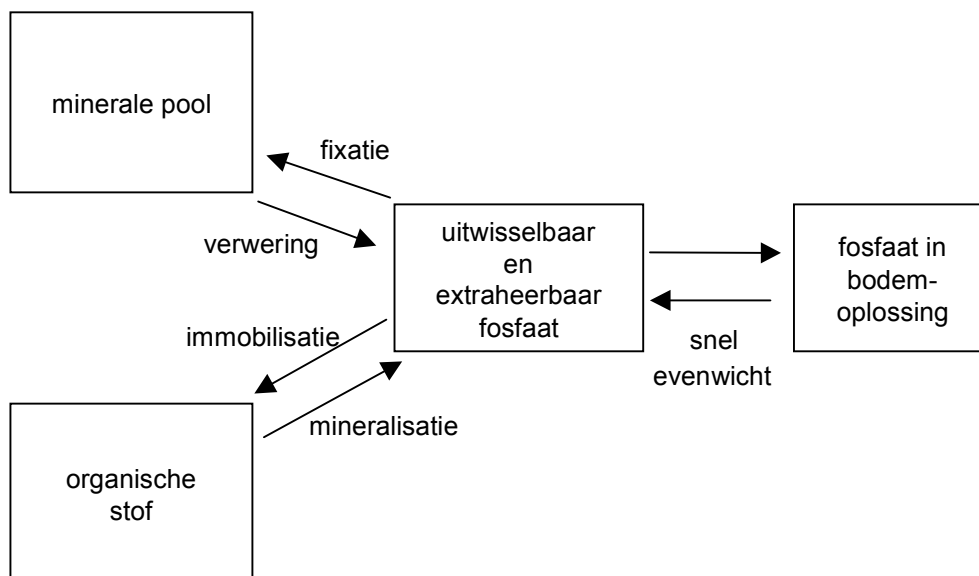 minerale pool
fixatie
verwering
uitwisselbaar
en
extraheerbaar
fosfaat
fosfaat in
bodem-
oplossing
immobilisatie
snel
evenwicht
mineralisatie
organische
stof